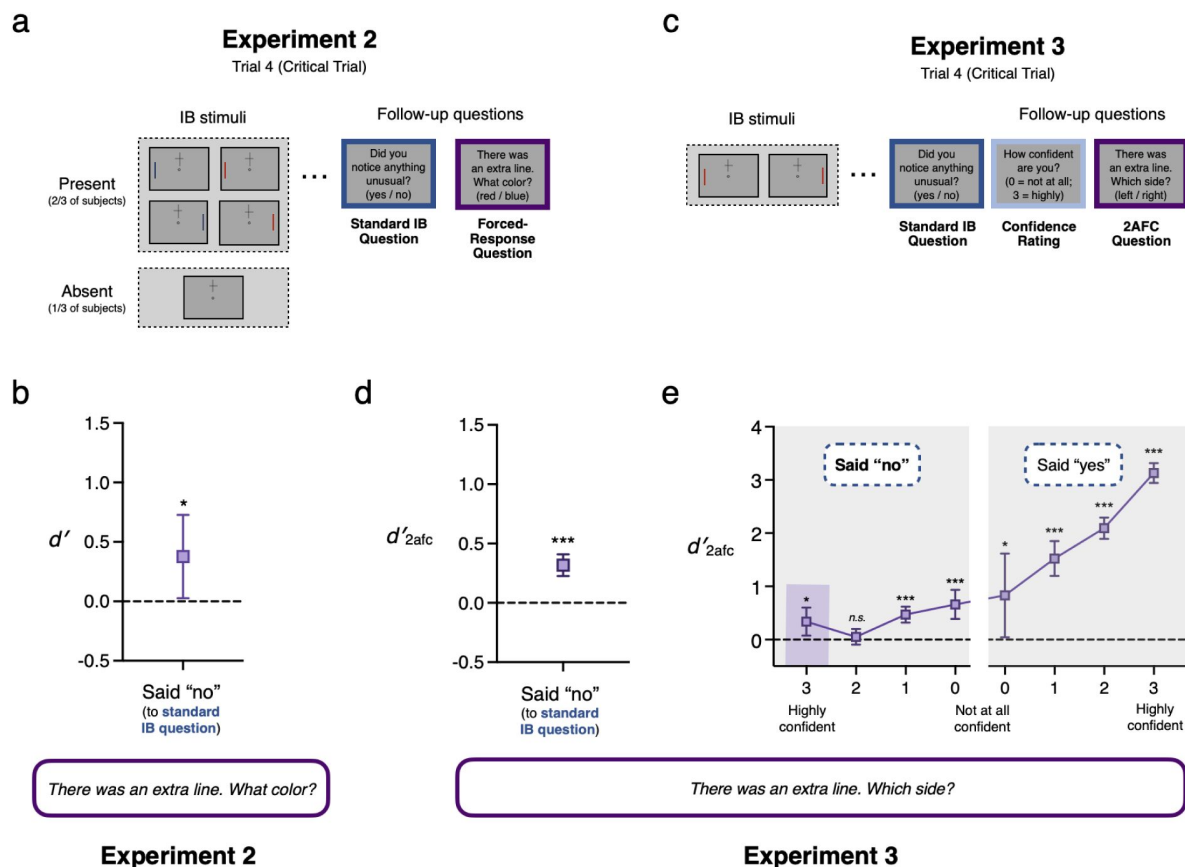 a
Experiment 2
Trial 4 (Critical Trial)
IB stimuli
Follow-up questions
Present
(2/3 of subjects)
...
Did you
notice anything
unusual?
(yes / no)
Standard IB
Question
There was
an extra line.
What color?
(red / blue)
Forced-
Response
Question
Absent
(1/3 of subjects)
c
Experiment 3
Trial 4 (Critical Trial)
IB stimuli
Follow-up questions
...
Did you
notice anything
unusual?
(yes / no)
Standard IB
Question
How confident
are you?
(0 = not at all;
3 = highly)
Confidence
Rating
There was
an extra line.
Which side?
(left / right)
2AFC
Question
b
d′
1.5
1.0
0.5
0.0
-0.5
*
Said “no”
(to standard
IB question)
There was an extra line. What color?
Experiment 2
d
d′2afc
1.5
1.0
0.5
0.0
-0.5
***
Said “no”
(to standard
IB question)
e
d′2afc
4
3
2
1
0
Said “no”
Said “yes”
* n.s. *** ***
* *** *** ***
3 2 1 0 0 1 2 3
Highly
confident
Not at all
confident
Highly
confident
There was an extra line. Which side?
Experiment 3